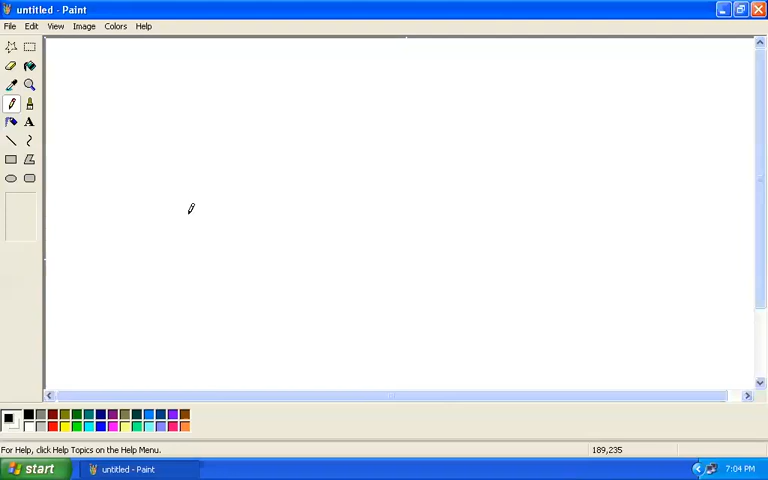 untitled - Paint
File Edit View Image Colors Help
A
For Help, click Help Topics on the Help Menu.
189,235
start
untitled - Paint
7:04 PM